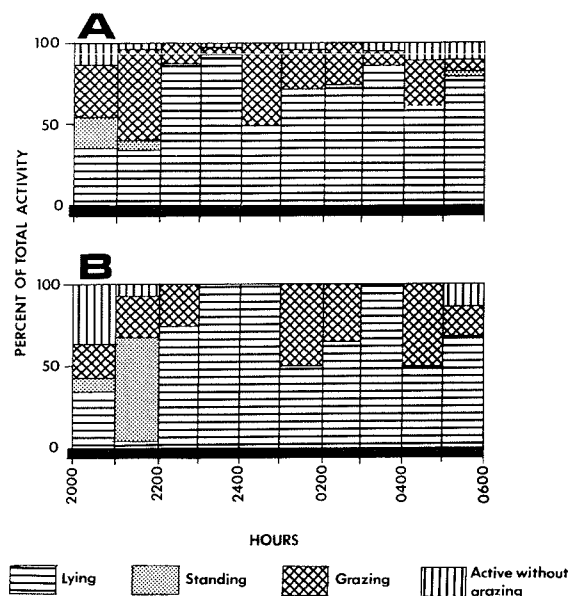 A
100
50
0
B
100
50
0
PERCENT OF TOTAL ACTIVITY
2000
2200
2400
0200
0400
0600
HOURS
Lying
Standing
Grazing
Active without
grazing